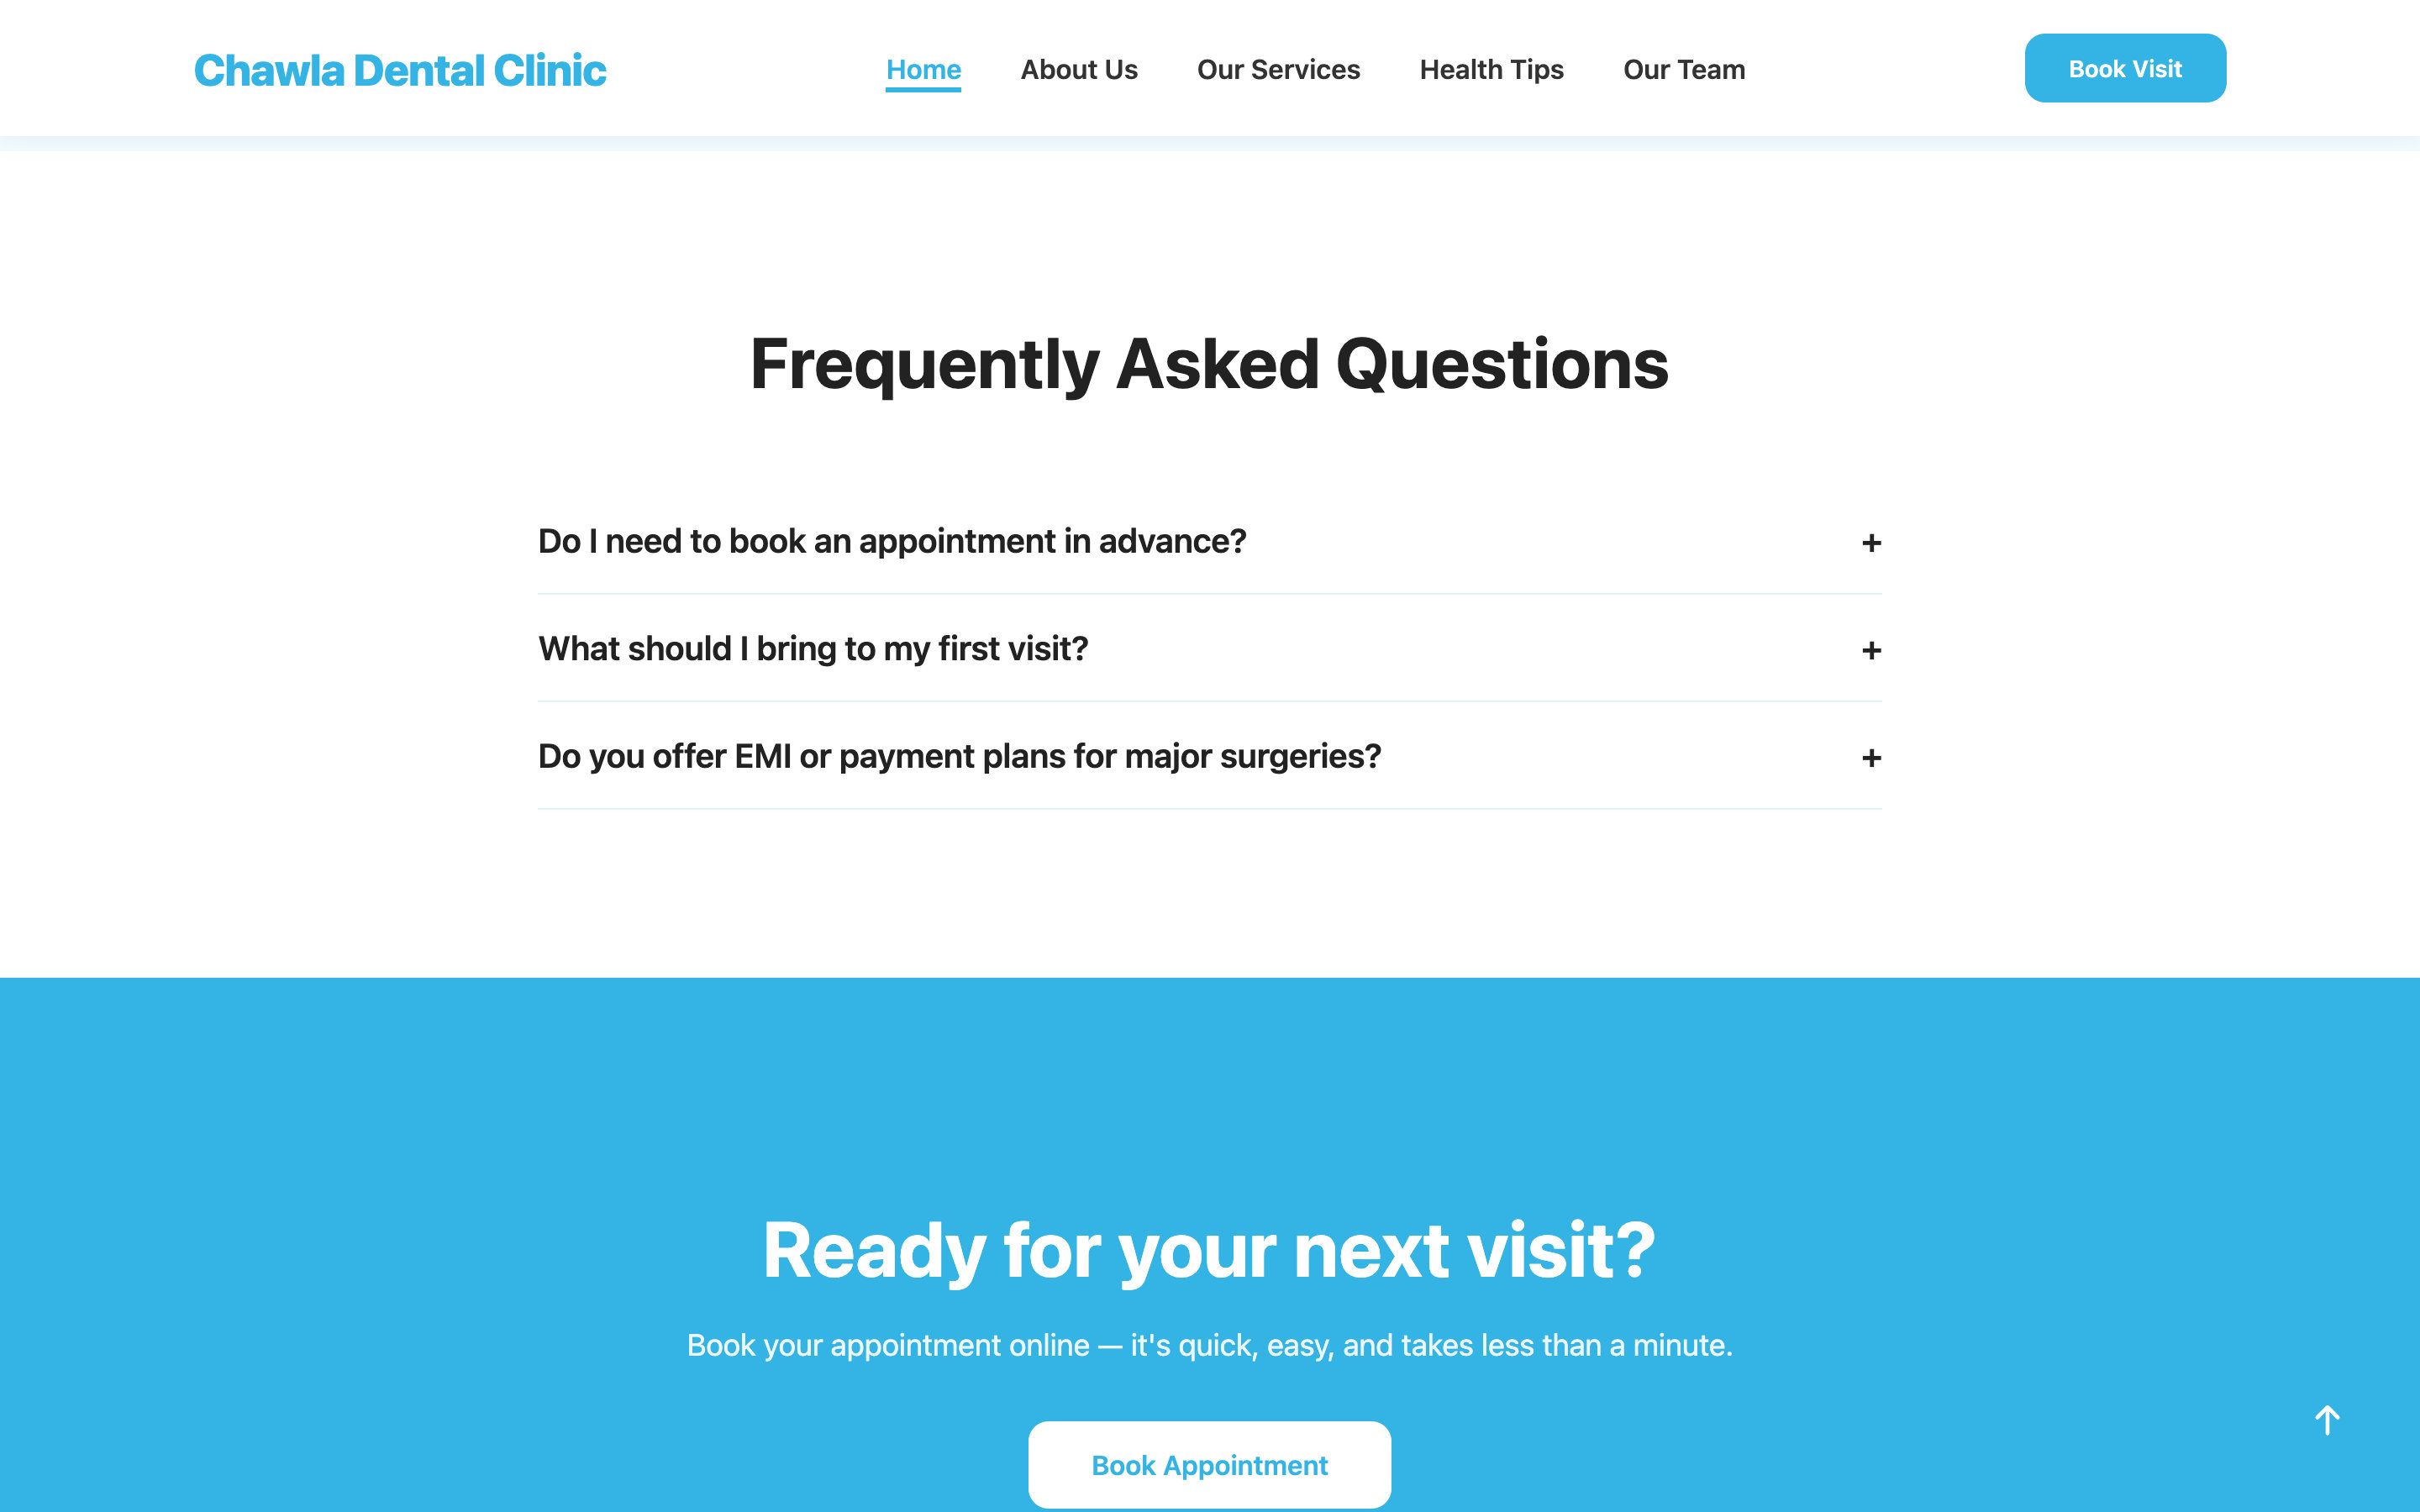 Chawla Dental Clinic
Home
About Us
Our Services
Health Tips
Our Team
Book Visit
Frequently Asked Questions
Do I need to book an appointment in advance?
+
What should I bring to my first visit?
+
Do you offer EMI or payment plans for major surgeries?
+
Ready for your next visit?
Book your appointment online — it's quick, easy, and takes less than a minute.
Book Appointment